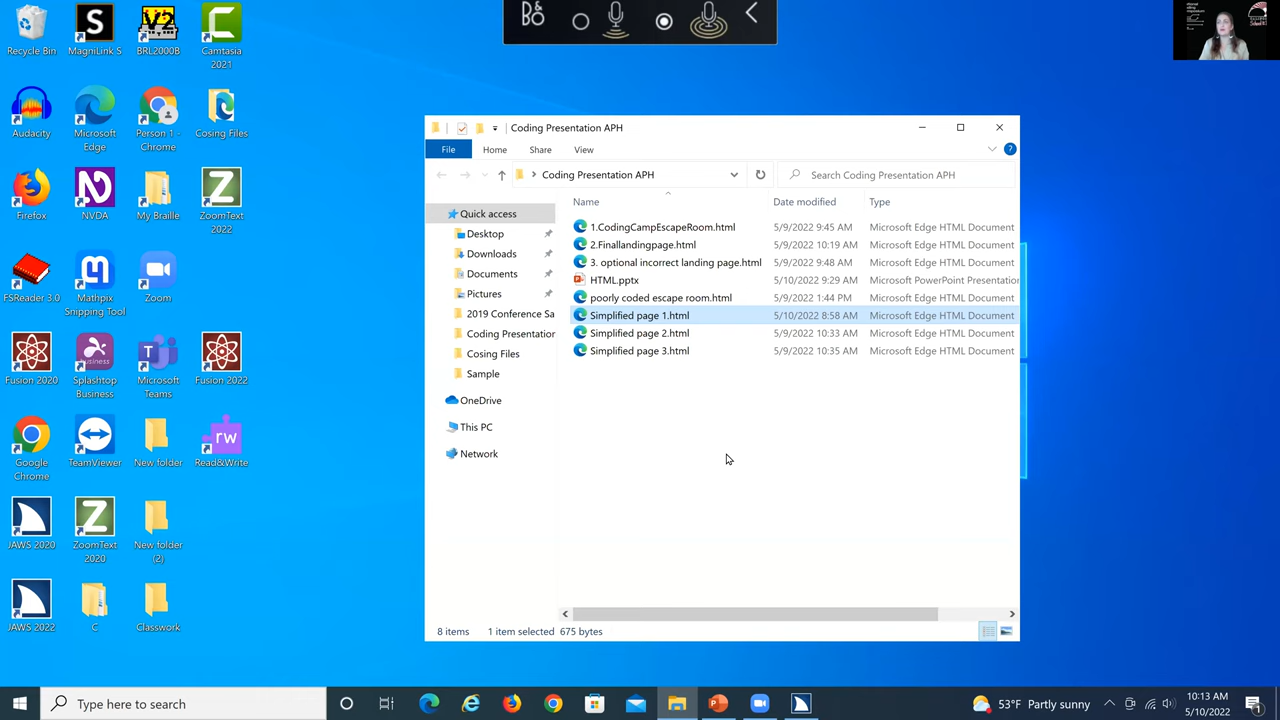 B&O
Recycle Bin
MagniLink S
BRL2000B
Camtasia 2021
Audacity
Microsoft Edge
Person 1 - Chrome
Cosing Files
Firefox
NVDA
My Braille
ZoomText 2022
FSReader 3.0
Mathpix Snipping Tool
Zoom
Fusion 2020
Splashtop Business
Microsoft Teams
Fusion 2022
Google Chrome
TeamViewer
New folder
Read&Write
JAWS 2020
ZoomText 2020
New folder (2)
JAWS 2022
C
Classwork
Coding Presentation APH
File Home Share View
Coding Presentation APH
Search Coding Presentation APH
Name Date modified Type
Quick access
Desktop
Downloads
Documents
Pictures
2019 Conference Sa
Coding Presentation
Cosing Files
Sample
OneDrive
This PC
Network
1.CodingCampEscapeRoom.html 5/9/2022 9:45 AM Microsoft Edge HTML Document
2.Finallandingpage.html 5/9/2022 10:19 AM Microsoft Edge HTML Document
3. optional incorrect landing page.html 5/9/2022 9:48 AM Microsoft Edge HTML Document
HTML.pptx 5/10/2022 9:29 AM Microsoft PowerPoint Presentatio
poorly coded escape room.html 5/9/2022 1:44 PM Microsoft Edge HTML Document
Simplified page 1.html 5/10/2022 8:58 AM Microsoft Edge HTML Document
Simplified page 2.html 5/9/2022 10:33 AM Microsoft Edge HTML Document
Simplified page 3.html 5/9/2022 10:35 AM Microsoft Edge HTML Document
8 items 1 item selected 675 bytes
Type here to search
53°F Partly sunny
10:13 AM
5/10/2022